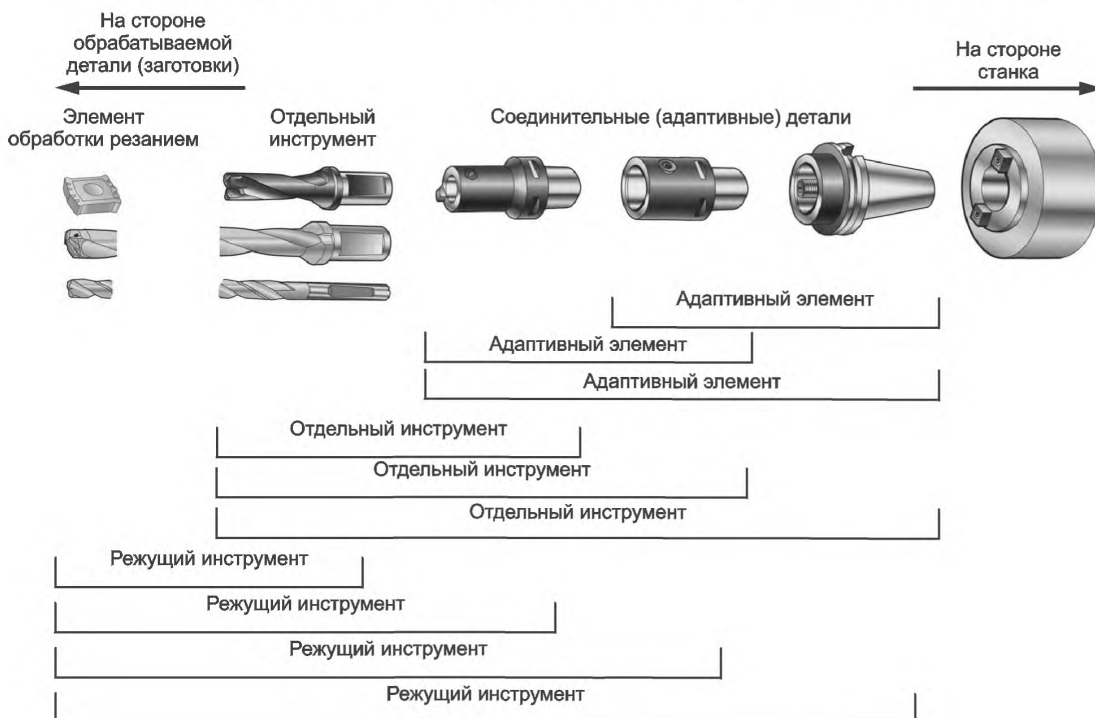 На стороне
обрабатываемой
детали (заготовки)
На стороне
станка
Элемент
обработки резанием
Отдельный
инструмент
Соединительные (адаптивные) детали
Адаптивный элемент
Адаптивный элемент
Адаптивный элемент
Отдельный инструмент
Отдельный инструмент
Отдельный инструмент
Режущий инструмент
Режущий инструмент
Режущий инструмент
Режущий инструмент